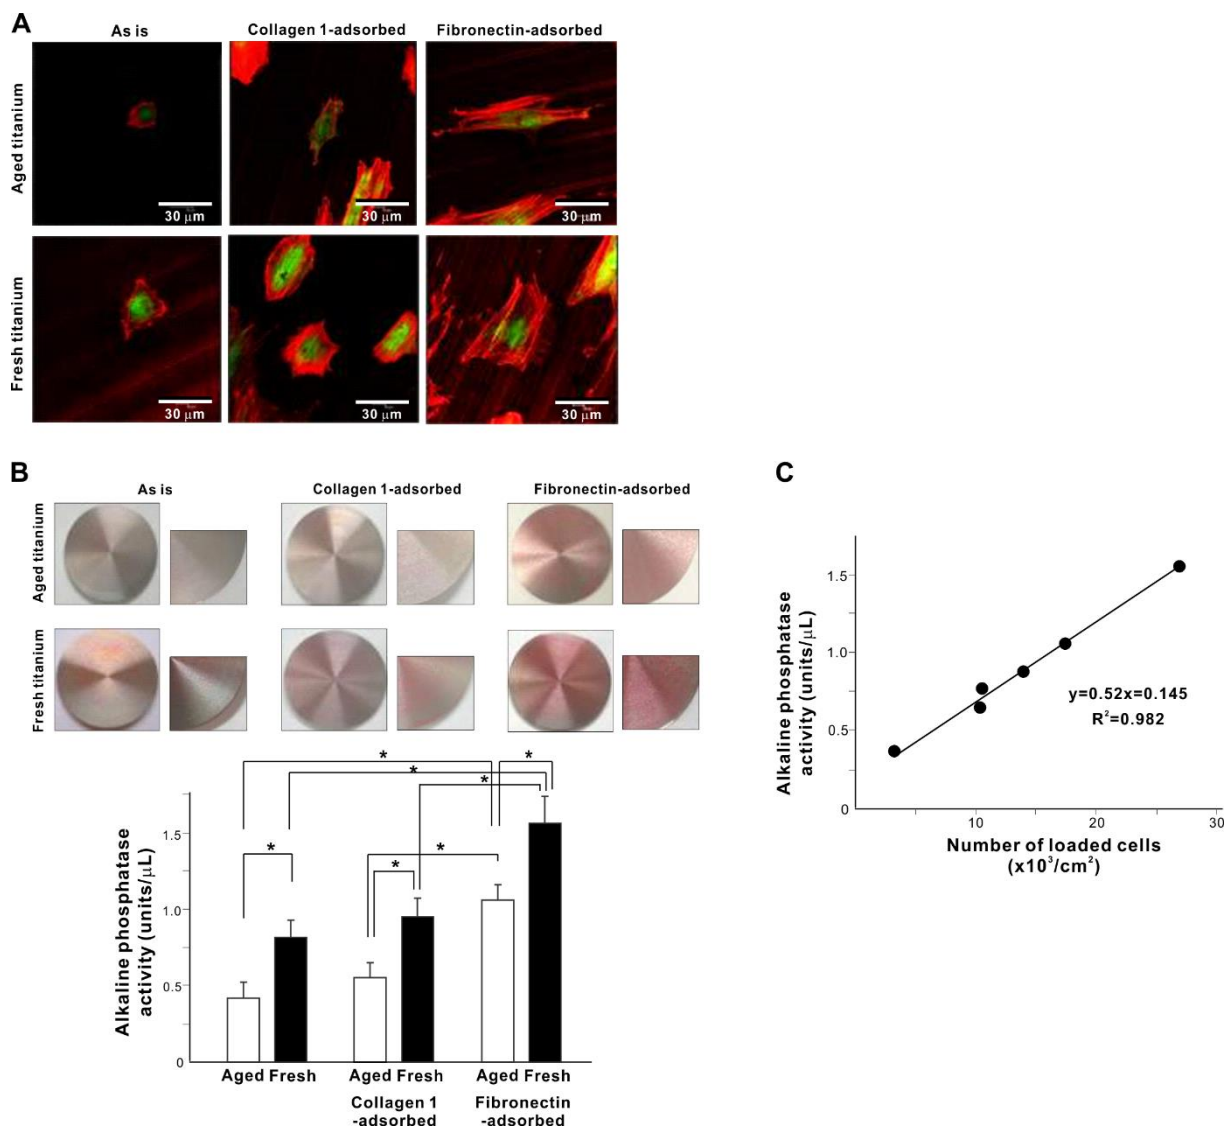 A
As is
Collagen 1-adsorbed
Fibronectin-adsorbed
Aged titanium
30 μm
30 μm
30 μm
Fresh titanium
30 μm
30 μm
30 μm
B
As is
Collagen 1-adsorbed
Fibronectin-adsorbed
Aged titanium
Fresh titanium
Alkaline phosphatase
activity (units/μL)
1.5
1.0
0.5
0
*
*
*
*
*
*
*
Aged Fresh
Aged Fresh
Aged Fresh
Collagen 1
-adsorbed
Fibronectin
-adsorbed
C
Alkaline phosphatase
activity (units/μL)
1.5
1.0
0.5
0
y=0.52x=0.145
R²=0.982
10
20
30
Number of loaded cells
(x10³/cm²)